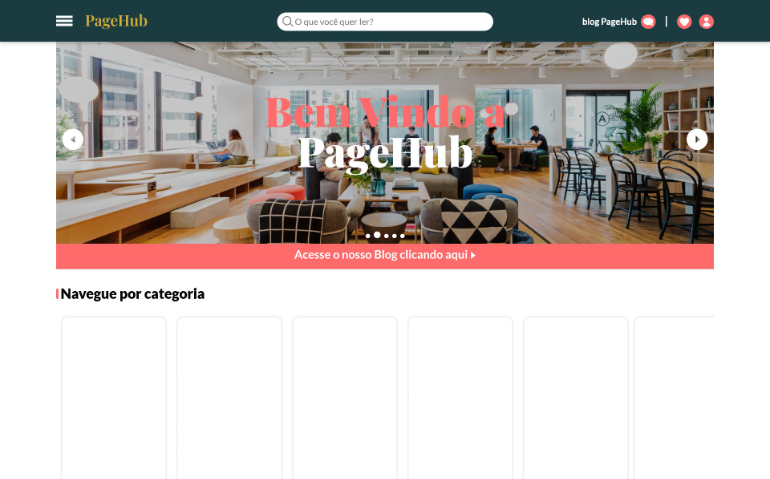 PageHub
O que você quer ler?
blog PageHub
|
Bem Vindo a
PageHub
A
Acesse o nosso Blog clicando aqui
Navegue por categoria